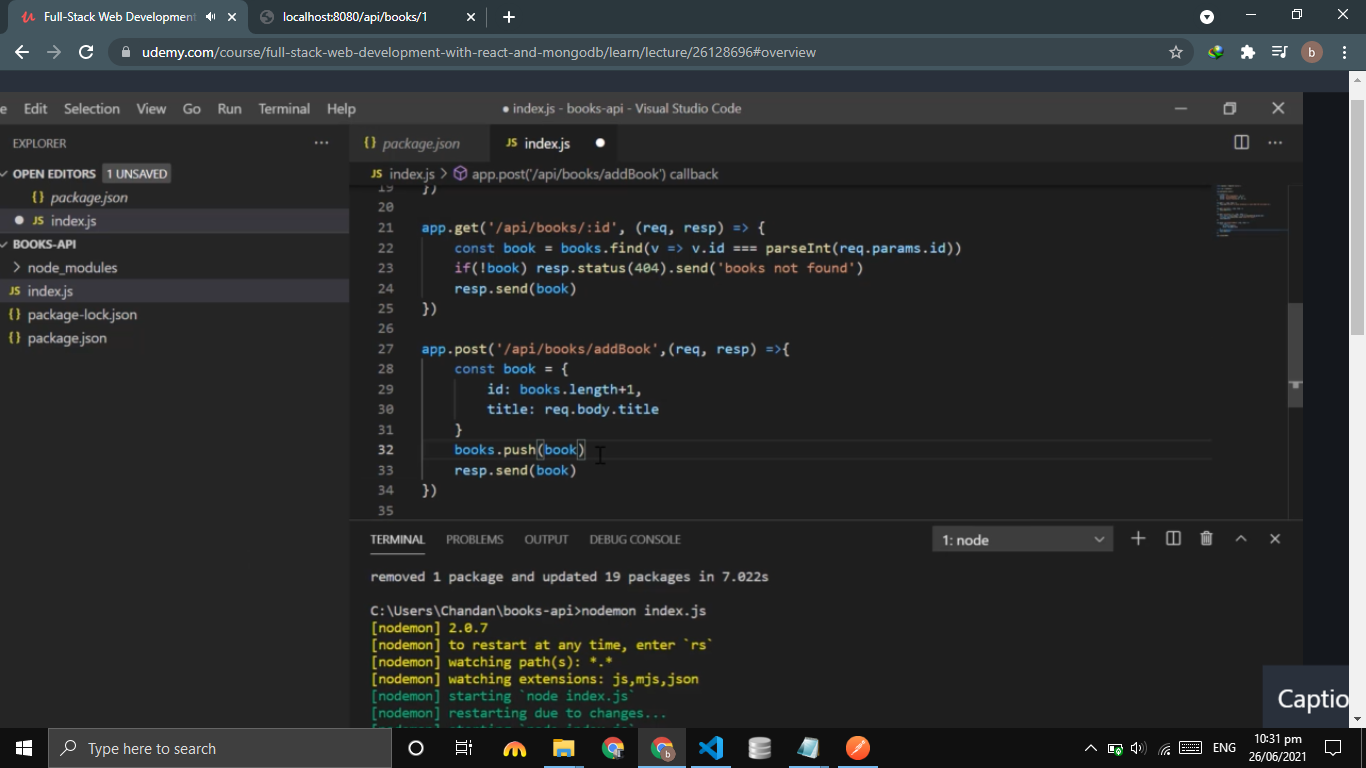 Full-Stack Web Development
localhost:8080/api/books/1
udemy.com/course/full-stack-web-development-with-react-and-mongodb/learn/lecture/26128696#overview
b
e Edit Selection View Go Run Terminal Help
● index.js - books-api - Visual Studio Code
EXPLORER
{} package.json
JS index.js
OPEN EDITORS 1 UNSAVED
JS index.js > app.post('/api/books/addBook') callback
{} package.json
JS index.js
BOOKS-API
node_modules
JS index.js
{} package-lock.json
{} package.json
19 })
20
21 app.get('/api/books/:id', (req, resp) => {
22 const book = books.find(v => v.id === parseInt(req.params.id))
23 if(!book) resp.status(404).send('books not found')
24 resp.send(book)
25 })
26
27 app.post('/api/books/addBook',(req, resp) =>{
28 const book = {
29 id: books.length+1,
30 title: req.body.title
31 }
32 books.push(book)
33 resp.send(book)
34 })
35
TERMINAL PROBLEMS OUTPUT DEBUG CONSOLE
1: node
removed 1 package and updated 19 packages in 7.022s
C:\Users\Chandan\books-api>nodemon index.js
[nodemon] 2.0.7
[nodemon] to restart at any time, enter `rs`
[nodemon] watching path(s): *.*
[nodemon] watching extensions: js,mjs,json
[nodemon] starting `node index.js`
[nodemon] restarting due to changes...
[nodemon] starting `node index.js`
Captio
Type here to search
ENG
10:31 pm
26/06/2021